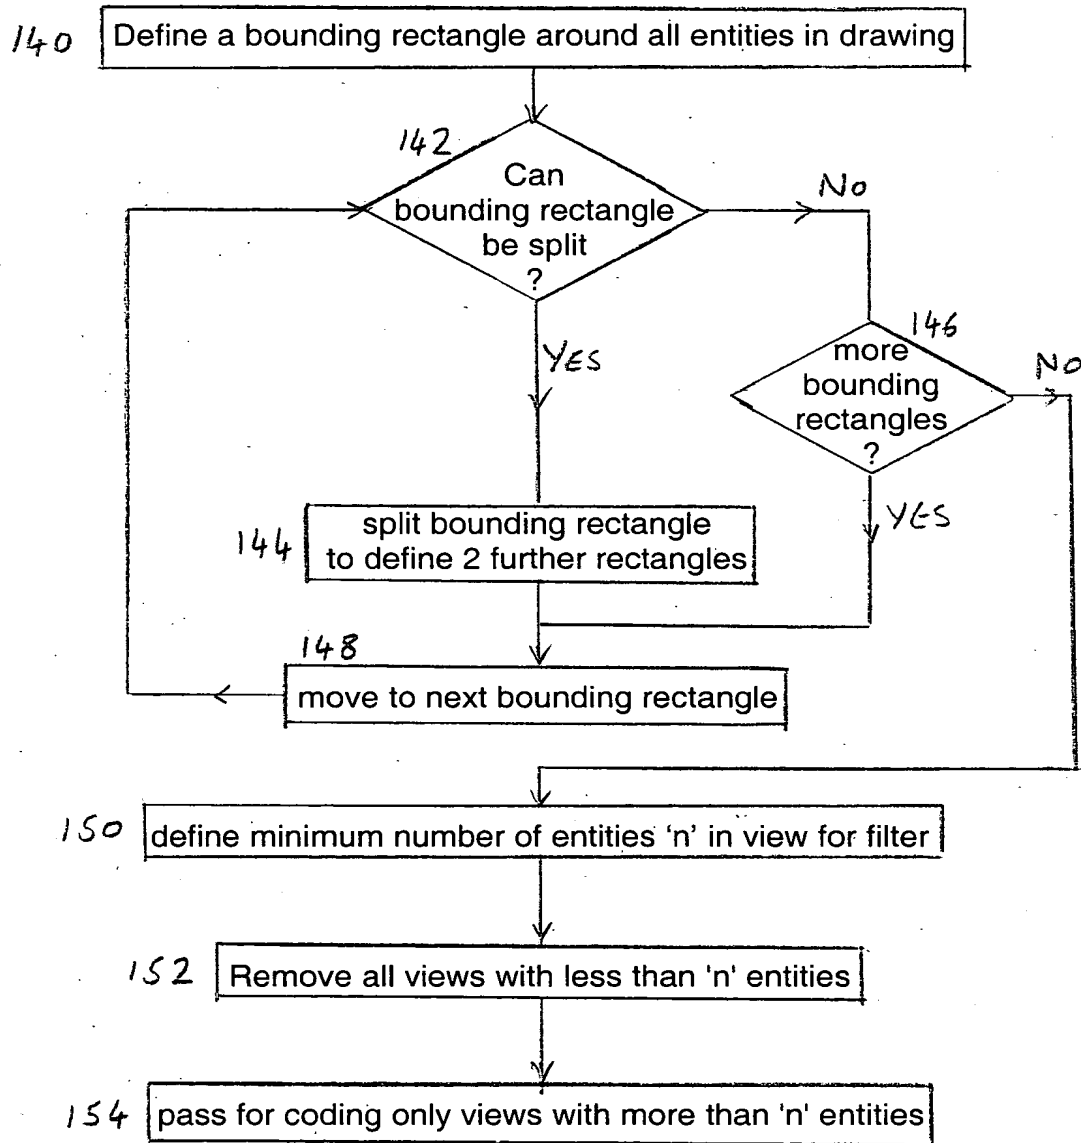 140 Define a bounding rectangle around all entities in drawing
142
Can
bounding rectangle
be split
?
No
YES
146
more
bounding
rectangles
?
No
YES
144
split bounding rectangle
to define 2 further rectangles
148
move to next bounding rectangle
150 define minimum number of entities 'n' in view for filter
152 Remove all views with less than 'n' entities
154 pass for coding only views with more than 'n' entities